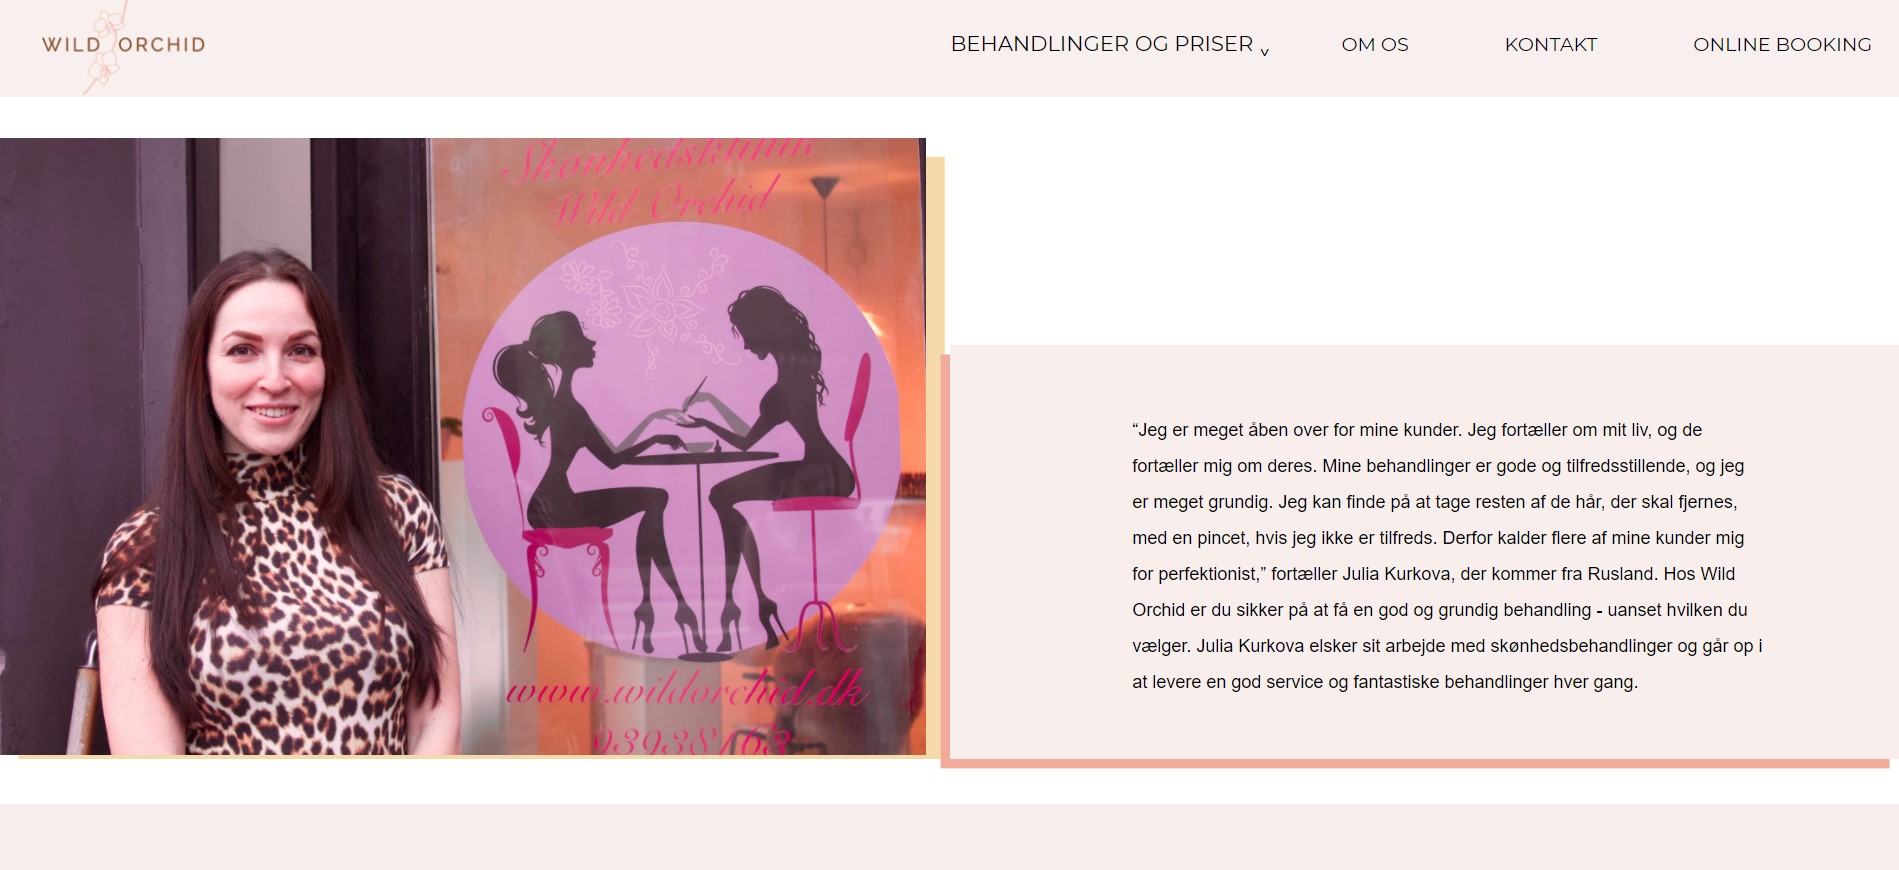 WILD ORCHID
BEHANDLINGER OG PRISER v
OM OS
KONTAKT
ONLINE BOOKING
Skønhedsklinik
Wild Orchid
www.wildorchid.dk
93938163
“Jeg er meget åben over for mine kunder. Jeg fortæller om mit liv, og de
fortæller mig om deres. Mine behandlinger er gode og tilfredsstillende, og jeg
er meget grundig. Jeg kan finde på at tage resten af de hår, der skal fjernes,
med en pincet, hvis jeg ikke er tilfreds. Derfor kalder flere af mine kunder mig
for perfektionist,” fortæller Julia Kurkova, der kommer fra Rusland. Hos Wild
Orchid er du sikker på at få en god og grundig behandling - uanset hvilken du
vælger. Julia Kurkova elsker sit arbejde med skønhedsbehandlinger og går op i
at levere en god service og fantastiske behandlinger hver gang.